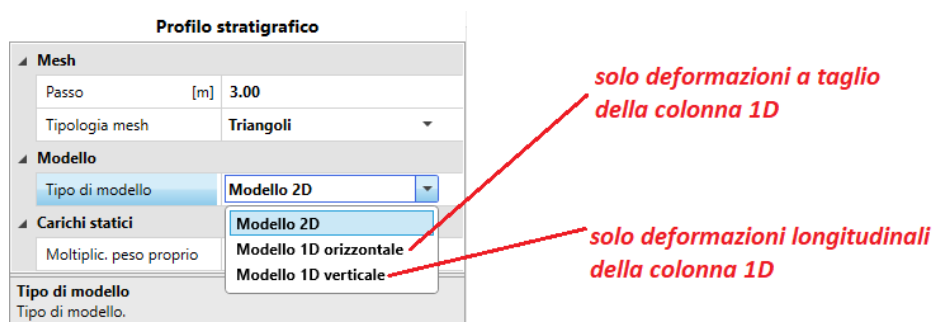 Profilo stratigrafico
Mesh
Passo [m] 3.00
Tipologia mesh Triangoli
Modello
Tipo di modello Modello 2D
Carichi statici
Modello 2D
Modello 1D orizzontale
Moltiplic. peso proprio
Modello 1D verticale
Tipo di modello
Tipo di modello.
solo deformazioni a taglio
della colonna 1D
solo deformazioni longitudinali
della colonna 1D